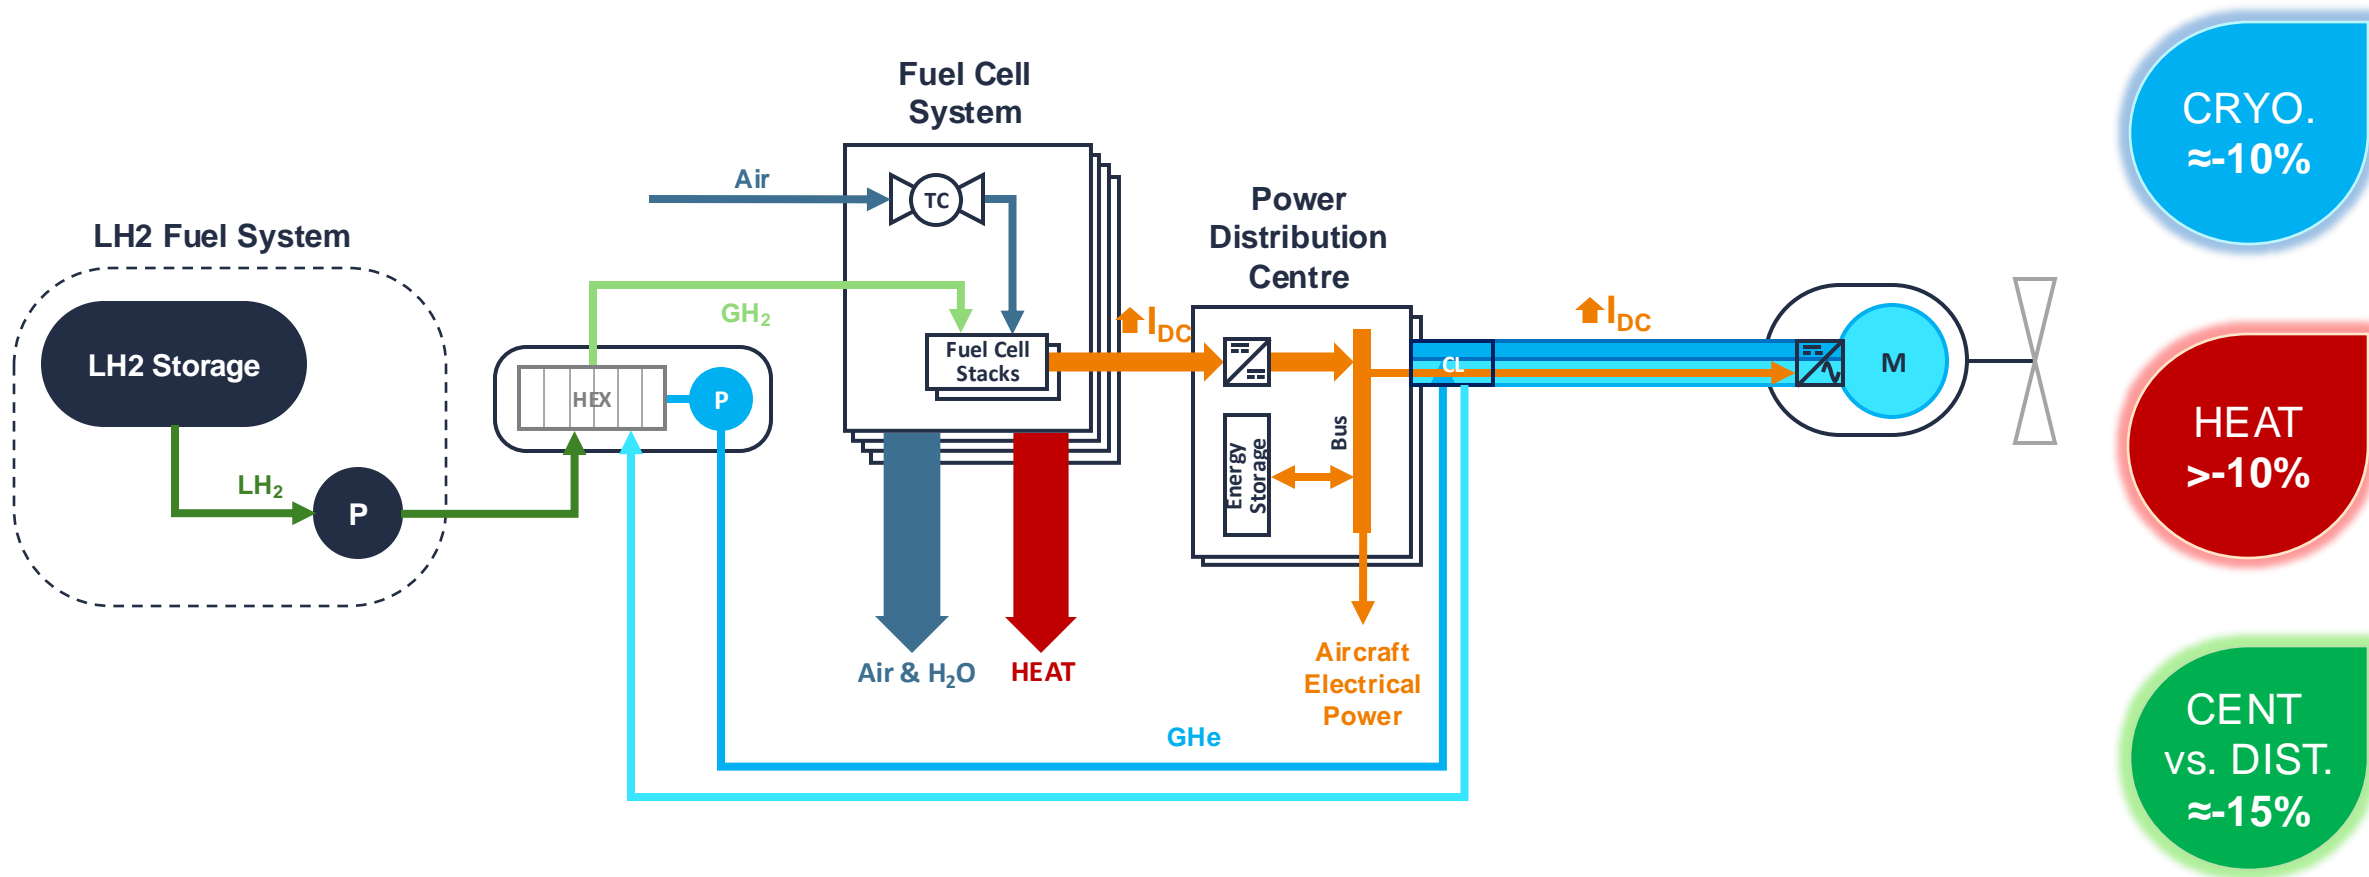 Fuel Cell
System
CRYO.
≈-10%
Air
TC
Power
Distribution
Centre
LH2 Fuel System
GH₂
IDC
IDC
LH2 Storage
Fuel Cell
Stacks
CL
M
HEX
P
HEAT
>-10%
Bus
Energy
Storage
LH₂
P
Air & H₂O
HEAT
Aircraft
Electrical
Power
GHe
CENT
vs. DIST.
≈-15%